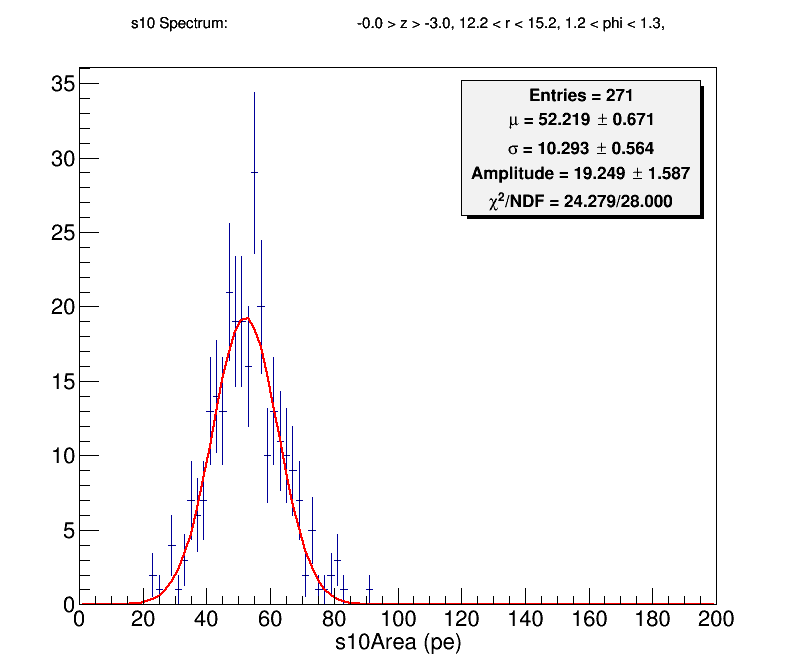 s10 Spectrum: -0.0 > z > -3.0, 12.2 < r < 15.2, 1.2 < phi < 1.3,
Entries = 271
μ = 52.219 ± 0.671
σ = 10.293 ± 0.564
Amplitude = 19.249 ± 1.587
χ²/NDF = 24.279/28.000
35
30
25
20
15
10
5
0
0 20 40 60 80 100 120 140 160 180 200
s10Area (pe)